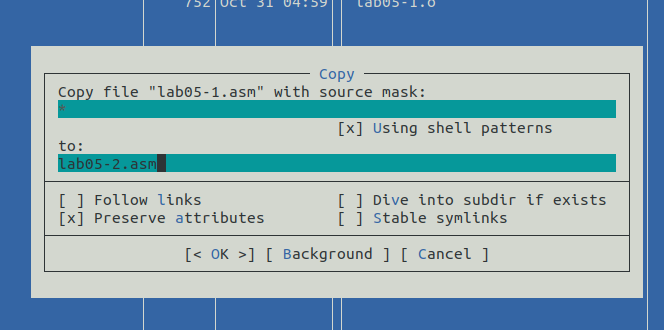 752 Oct 31 04:59 lab05-1.o
Copy
Copy file "lab05-1.asm" with source mask:
*
[x] Using shell patterns
to:
lab05-2.asm
[ ] Follow links [ ] Dive into subdir if exists
[x] Preserve attributes [ ] Stable symlinks
[< OK >] [ Background ] [ Cancel ]